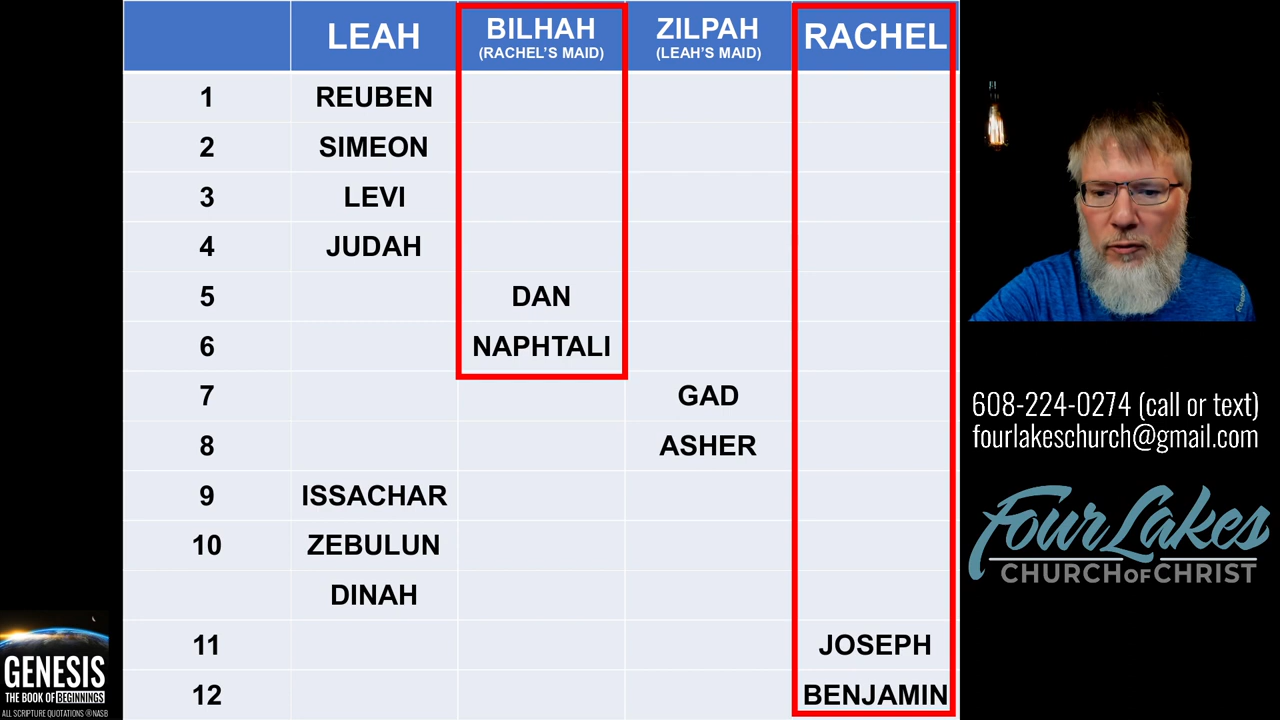 LEAH BILHAH ZILPAH RACHEL
(RACHEL'S MAID) (LEAH'S MAID)
1 REUBEN
2 SIMEON
3 LEVI
4 JUDAH
5 DAN
6 NAPHTALI
7 GAD
8 ASHER
9 ISSACHAR
10 ZEBULUN
DINAH
11 JOSEPH
12 BENJAMIN
Reebok
608-224-0274 (call or text)
fourlakeschurch@gmail.com
Four Lakes
CHURCH OF CHRIST
GENESIS
THE BOOK OF BEGINNINGS
ALL SCRIPTURE QUOTATIONS ®NASB